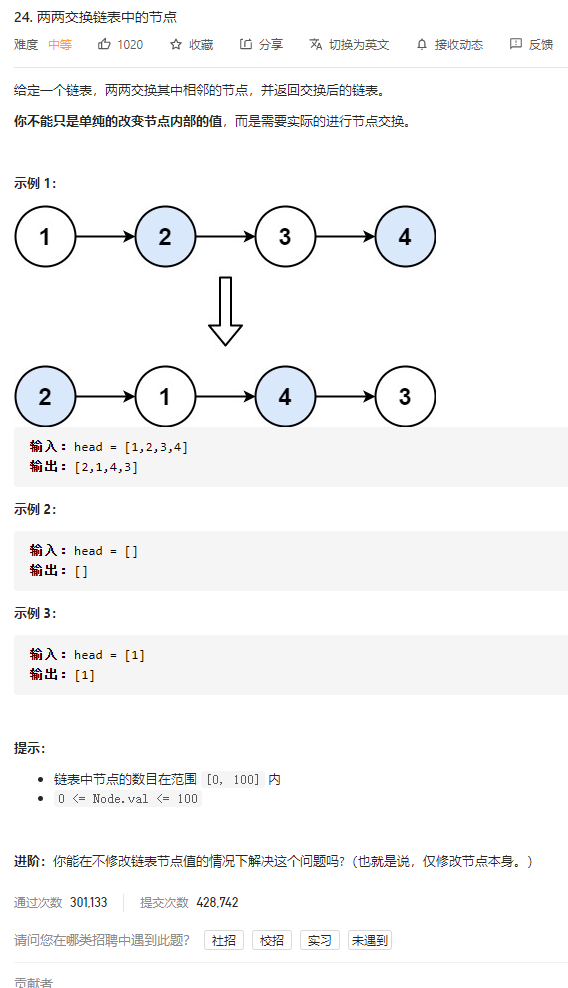 24. 两两交换链表中的节点
难度 中等 1020 收藏 分享 切换为英文 接收动态 反馈
给定一个链表，两两交换其中相邻的节点，并返回交换后的链表。
你不能只是单纯的改变节点内部的值，而是需要实际的进行节点交换。
示例 1：
1 2 3 4
2 1 4 3
输入：head = [1,2,3,4]
输出：[2,1,4,3]
示例 2：
输入：head = []
输出：[]
示例 3：
输入：head = [1]
输出：[1]
提示：
链表中节点的数目在范围 [0, 100] 内
0 <= Node.val <= 100
进阶：你能在不修改链表节点值的情况下解决这个问题吗?（也就是说，仅修改节点本身。）
通过次数 301,133 提交次数 428,742
请问您在哪类招聘中遇到此题？ 社招 校招 实习 未遇到
贡献者